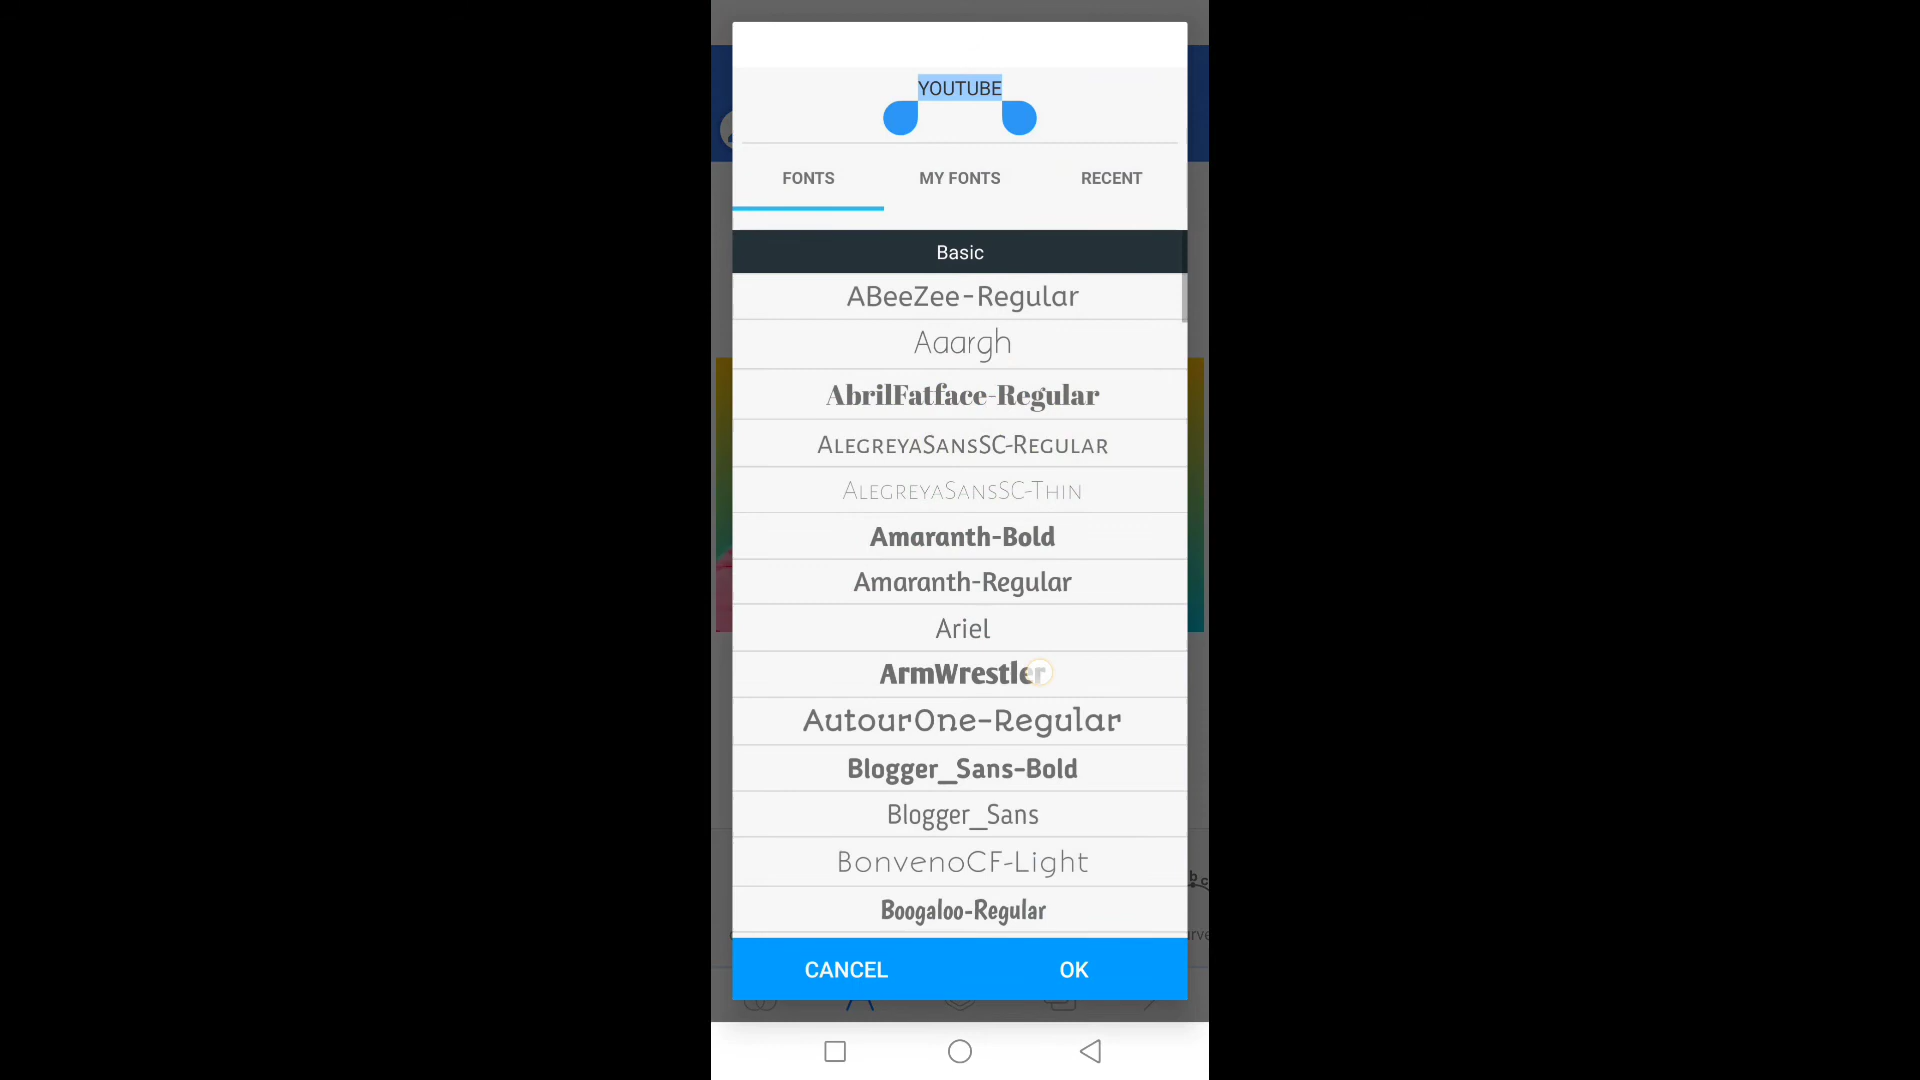 YOUTUBE
FONTS MY FONTS RECENT
Basic
ABeeZee-Regular
Aaargh
AbrilFatface-Regular
AlegreyaSansSC-Regular
AlegreyaSansSC-Thin
Amaranth-Bold
Amaranth-Regular
Ariel
ArmWrestler
AutourOne-Regular
Blogger_Sans-Bold
Blogger_Sans
BonvenoCF-Light
Boogaloo-Regular
CANCEL OK